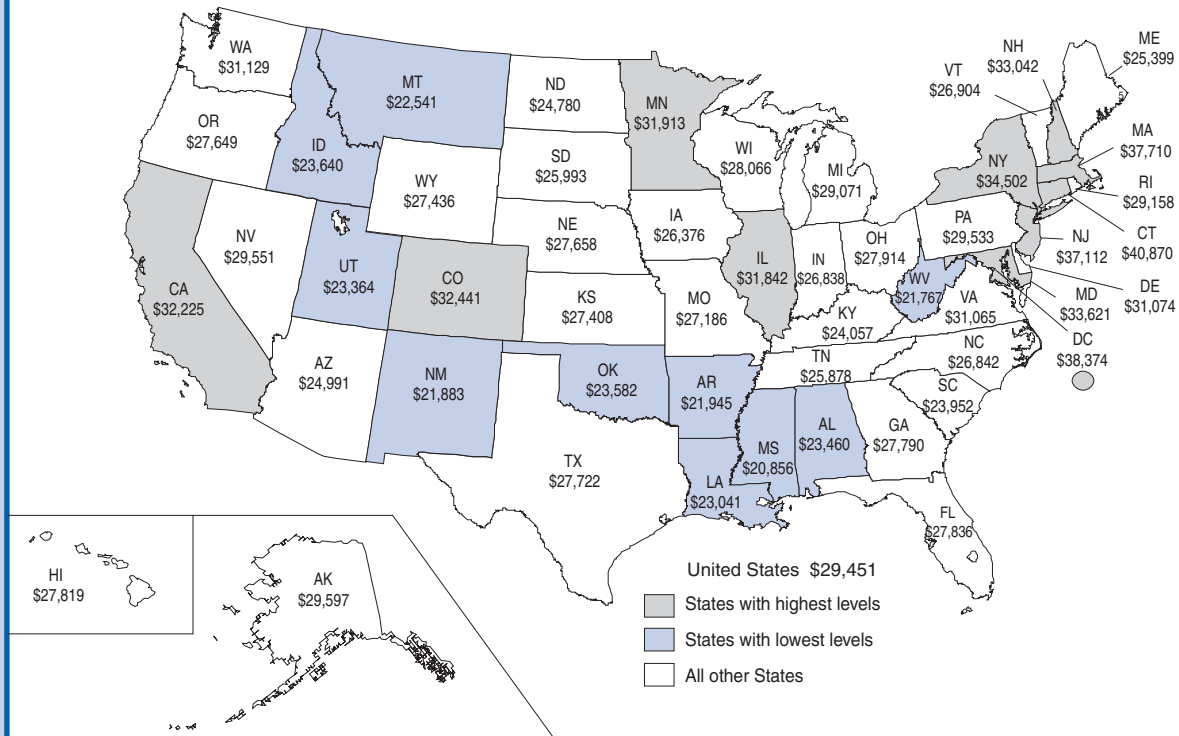 WA
$31,129
MT
$22,541
ND
$24,780
MN
$31,913
OR
$27,649
ID
$23,640
SD
$25,993
WI
$28,066
MI
$29,071
WY
$27,436
NV
$29,551
UT
$23,364
CO
$32,441
NE
$27,658
IA
$26,376
IL
$31,842
IN
$26,838
OH
$27,914
PA
$29,533
NY
$34,502
VT
$26,904
NH
$33,042
ME
$25,399
MA
$37,710
RI
$29,158
CT
$40,870
NJ
$37,112
DE
$31,074
MD
$33,621
DC
$38,374
CA
$32,225
KS
$27,408
MO
$27,186
KY
$24,057
WV
$21,767
VA
$31,065
AZ
$24,991
NM
$21,883
OK
$23,582
AR
$21,945
TN
$25,878
NC
$26,842
SC
$23,952
TX
$27,722
LA
$23,041
MS
$20,856
AL
$23,460
GA
$27,790
FL
$27,836
HI
$27,819
AK
$29,597
United States $29,451
States with highest levels
States with lowest levels
All other States